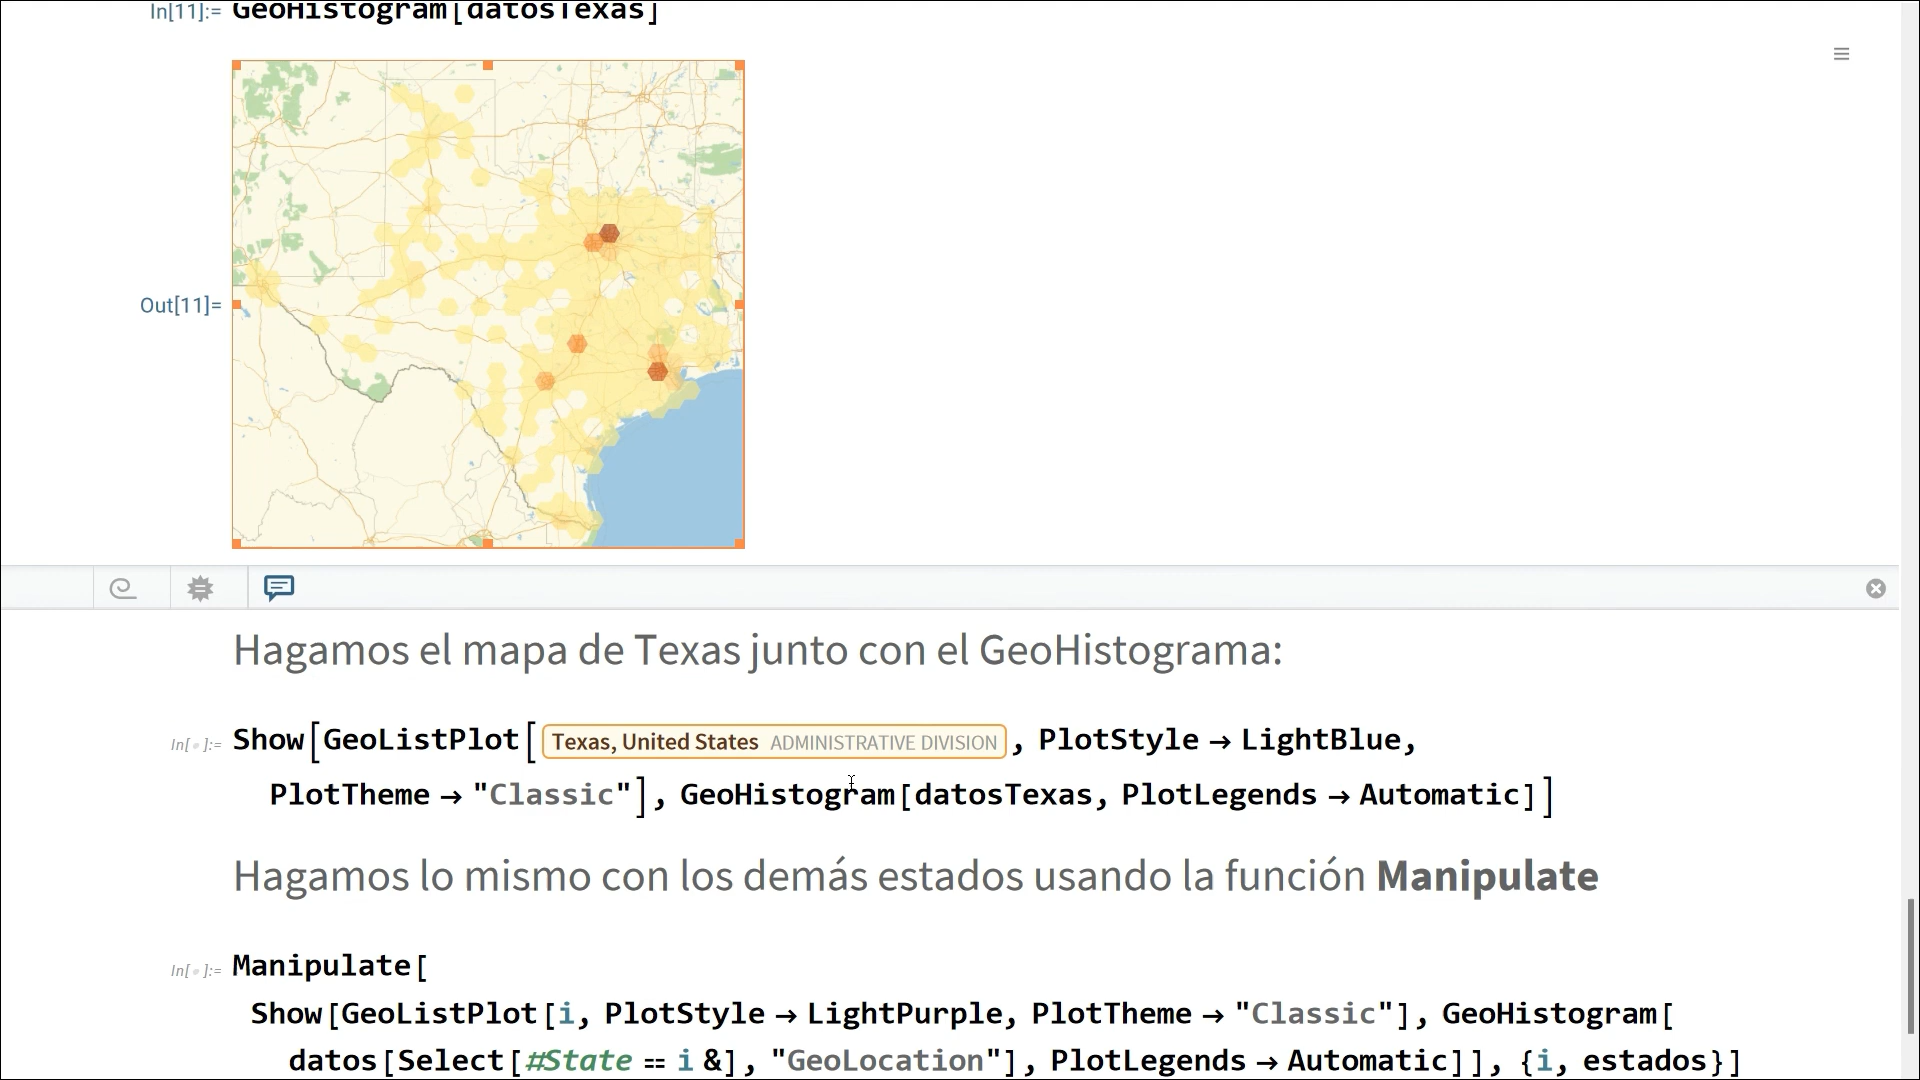 In[11]:= GeoHistogram[datosTexas]
Out[11]=
Hagamos el mapa de Texas junto con el GeoHistograma:
In[ ]:= Show[GeoListPlot[Texas, United States ADMINISTRATIVE DIVISION, PlotStyle → LightBlue,
PlotTheme → "Classic"], GeoHistogram[datosTexas, PlotLegends → Automatic]]
Hagamos lo mismo con los demás estados usando la función Manipulate
In[ ]:= Manipulate[
Show[GeoListPlot[i, PlotStyle → LightPurple, PlotTheme → "Classic"], GeoHistogram[
datos[Select[#State == i &], "GeoLocation"], PlotLegends → Automatic]], {i, estados}]